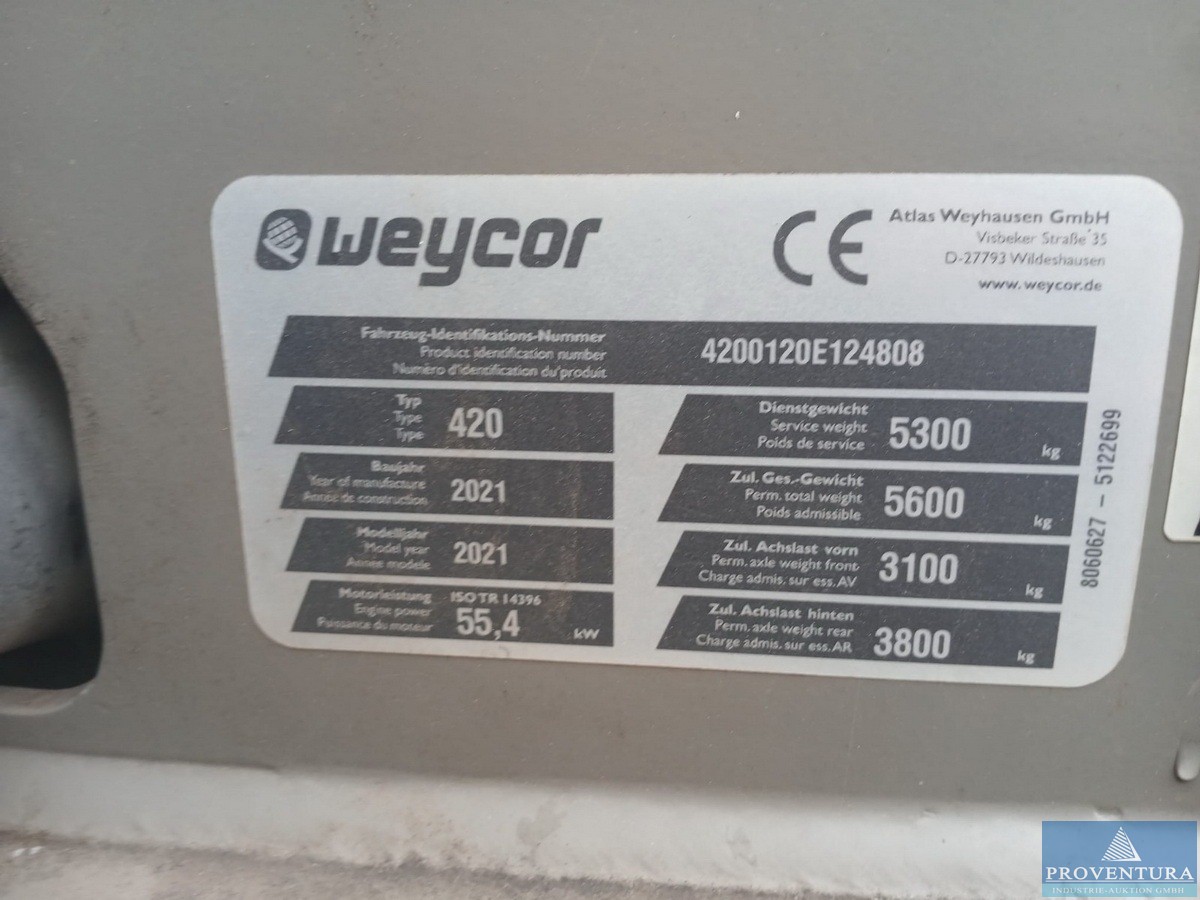 weycor
CE
Atlas Weyhausen GmbH
Visbeker Straße 35
D-27793 Wildeshausen
www.weycor.de
Fahrzeug-Identifikations-Nummer
Product identification number
Numéro d'identification du produit
4200120E124808
Typ
Type
Type
420
Baujahr
Year of manufacture
Année de construction
2021
Modelljahr
Model year
Année modele
2021
Motorleistung
Engine power
Puissance du moteur
ISO TR 14396
55,4
kW
Dienstgewicht
Service weight
Poids de service
5300
kg
Zul. Ges.-Gewicht
Perm. total weight
Poids admissible
5600
kg
Zul. Achslast vorn
Perm. axle weight front
Charge admis. sur ess. AV
3100
kg
Zul. Achslast hinten
Perm. axle weight rear
Charge admis. sur ess. AR
3800
kg
8060627 – 5122699
PROVENTURA
INDUSTRIE-AUKTION GMBH